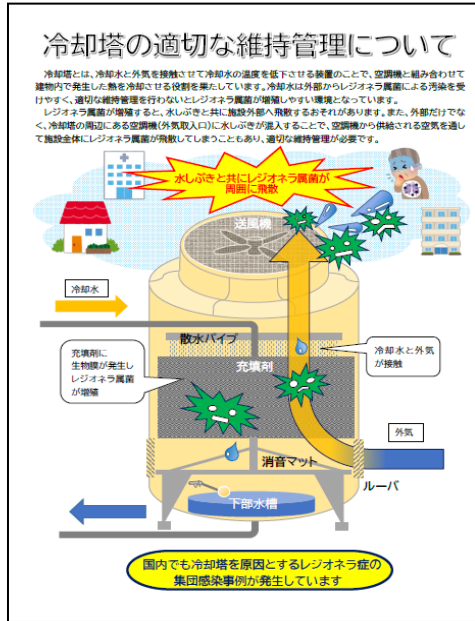 冷却塔の適切な維持管理について
冷却塔とは、冷却水と外気を接触させて冷却水の温度を低下させる装置のことで、空調機と組み合わせて
建物内で発生した熱を冷却させる役割を果たしています。冷却水は外部からレジオネラ属菌による汚染を受
けやすく、適切な維持管理を行わないとレジオネラ属菌が増殖しやすい環境となっています。
レジオネラ属菌が増殖すると、水しぶきと共に施設外部へ飛散するおそれがあります。また、外部だけでな
く、冷却塔の周辺にある空調機(外気取入口)に水しぶきが混入することで、空調機から供給される空気を通し
て施設全体にレジオネラ属菌が飛散してしまうこともあり、適切な維持管理が必要です。
水しぶきと共にレジオネラ属菌が
周囲に飛散
送風機
冷却水
散水パイプ
充填剤に
生物膜が発生し
レジオネラ属菌
が増殖
充填剤
冷却水と外気
が接触
外気
消音マット
ルーバ
下部水槽
国内でも冷却塔を原因とするレジオネラ症の
集団感染事例が発生しています